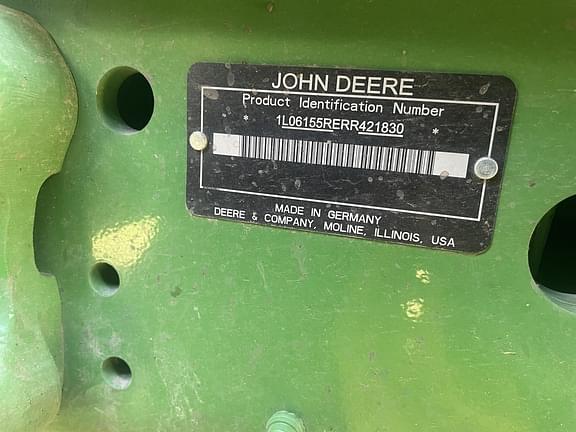 JOHN DEERE
Product Identification Number
* 1L06155RERR421830 *
MADE IN GERMANY
DEERE & COMPANY, MOLINE, ILLINOIS, USA